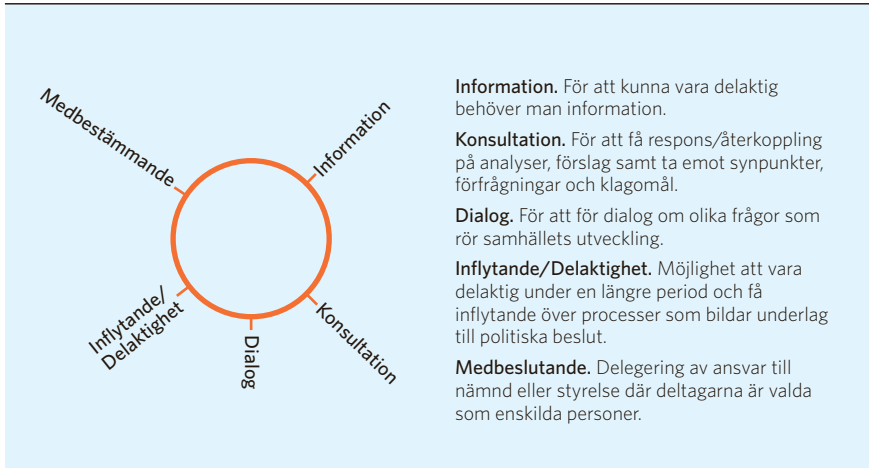 Medbestämmande
Information
Inflytande/
Delaktighet
Dialog
Konsultation
Information. För att kunna vara delaktig
behöver man information.
Konsultation. För att få respons/återkoppling
på analyser, förslag samt ta emot synpunkter,
förfrågningar och klagomål.
Dialog. För att för dialog om olika frågor som
rör samhällets utveckling.
Inflytande/Delaktighet. Möjlighet att vara
delaktig under en längre period och få
inflytande över processer som bildar underlag
till politiska beslut.
Medbeslutande. Delegering av ansvar till
nämnd eller styrelse där deltagarna är valda
som enskilda personer.